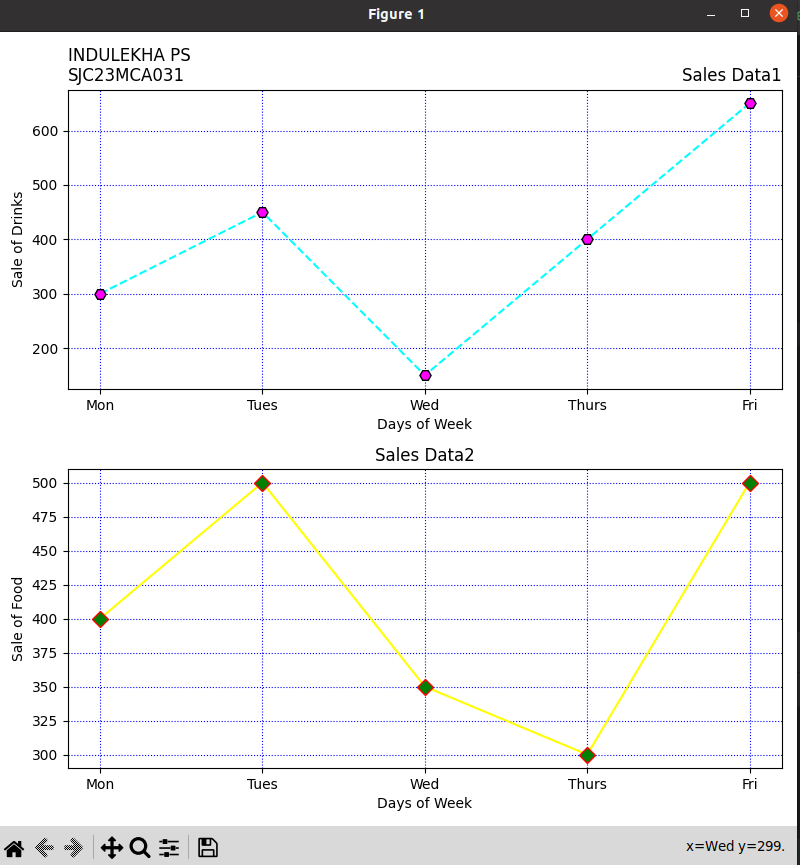 Figure 1
INDULEKHA PS
SJC23MCA031
Sales Data1
600
500
400
300
200
Sale of Drinks
Mon Tues Wed Thurs Fri
Days of Week
Sales Data2
500
475
450
425
400
375
350
325
300
Sale of Food
Mon Tues Wed Thurs Fri
Days of Week
x=Wed y=299.